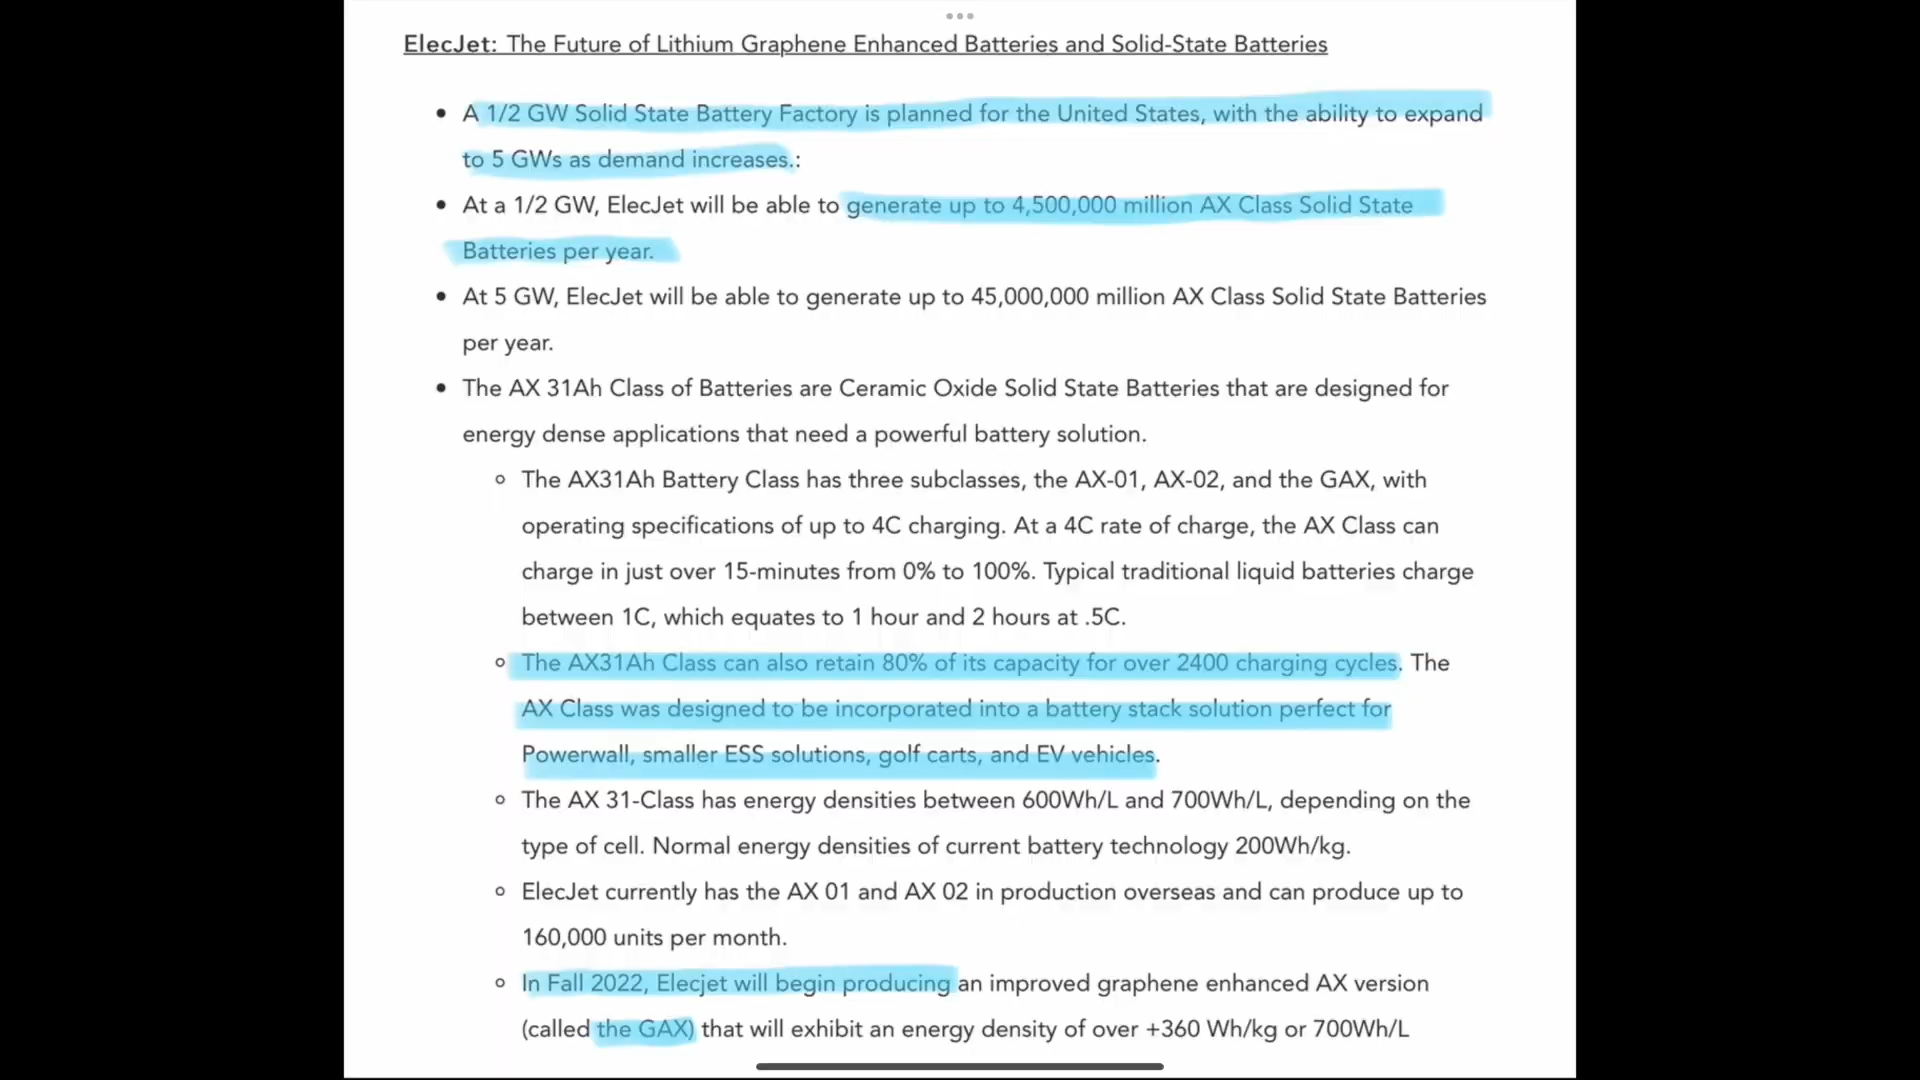 ElecJet: The Future of Lithium Graphene Enhanced Batteries and Solid-State Batteries
• A 1/2 GW Solid State Battery Factory is planned for the United States, with the ability to expand
to 5 GWs as demand increases.:
• At a 1/2 GW, ElecJet will be able to generate up to 4,500,000 million AX Class Solid State
Batteries per year.
• At 5 GW, ElecJet will be able to generate up to 45,000,000 million AX Class Solid State Batteries
per year.
• The AX 31Ah Class of Batteries are Ceramic Oxide Solid State Batteries that are designed for
energy dense applications that need a powerful battery solution.
◦ The AX31Ah Battery Class has three subclasses, the AX-01, AX-02, and the GAX, with
operating specifications of up to 4C charging. At a 4C rate of charge, the AX Class can
charge in just over 15-minutes from 0% to 100%. Typical traditional liquid batteries charge
between 1C, which equates to 1 hour and 2 hours at .5C.
◦ The AX31Ah Class can also retain 80% of its capacity for over 2400 charging cycles. The
AX Class was designed to be incorporated into a battery stack solution perfect for
Powerwall, smaller ESS solutions, golf carts, and EV vehicles.
◦ The AX 31-Class has energy densities between 600Wh/L and 700Wh/L, depending on the
type of cell. Normal energy densities of current battery technology 200Wh/kg.
◦ ElecJet currently has the AX 01 and AX 02 in production overseas and can produce up to
160,000 units per month.
◦ In Fall 2022, Elecjet will begin producing an improved graphene enhanced AX version
(called the GAX) that will exhibit an energy density of over +360 Wh/kg or 700Wh/L